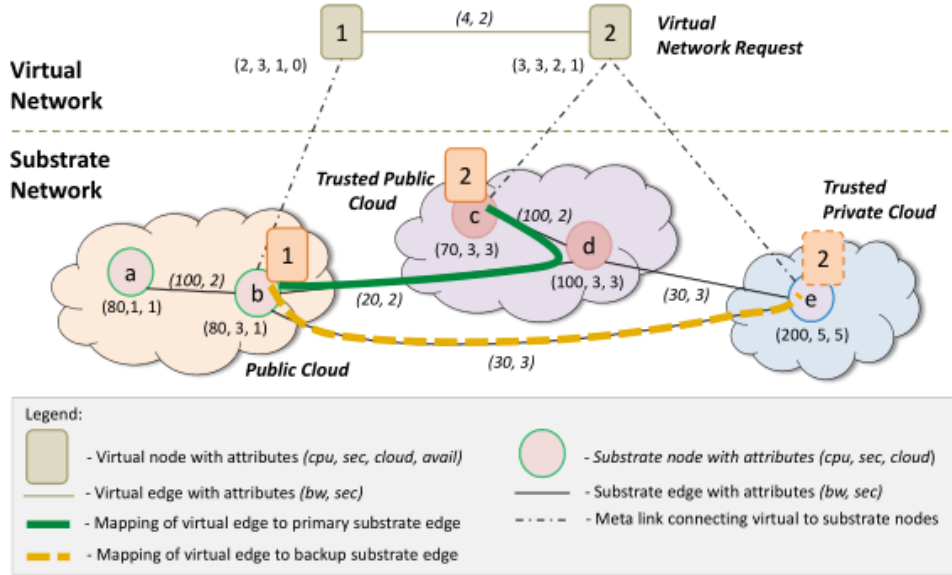 1
(4, 2)
2
Virtual
Network Request
(2, 3, 1, 0)
(3, 3, 2, 1)
Virtual
Network
Substrate
Network
Trusted Public
Cloud
2
Trusted
Private Cloud
c
(100, 2)
(70, 3, 3)
d
(100, 3, 3)
1
2
a
(100, 2)
b
(80,1, 1)
(80, 3, 1)
(20, 2)
(30, 3)
e
(200, 5, 5)
(30, 3)
Public Cloud
Legend:
- Virtual node with attributes (cpu, sec, cloud, avail)
- Substrate node with attributes (cpu, sec, cloud)
- Virtual edge with attributes (bw, sec)
- Substrate edge with attributes (bw, sec)
- Mapping of virtual edge to primary substrate edge
- Meta link connecting virtual to substrate nodes
- Mapping of virtual edge to backup substrate edge